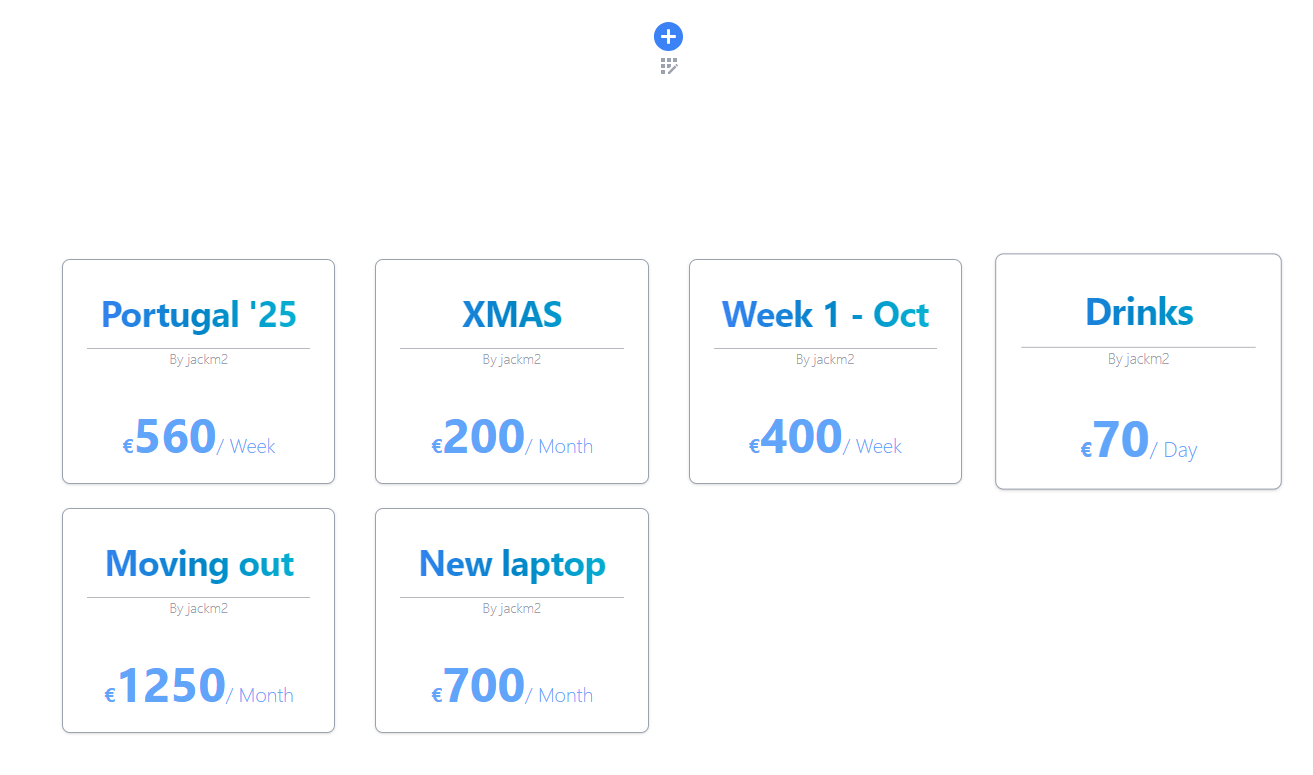 Portugal '25
By jackm2
€560/ Week
XMAS
By jackm2
€200/ Month
Week 1 - Oct
By jackm2
€400/ Week
Drinks
By jackm2
€70/ Day
Moving out
By jackm2
€1250/ Month
New laptop
By jackm2
€700/ Month